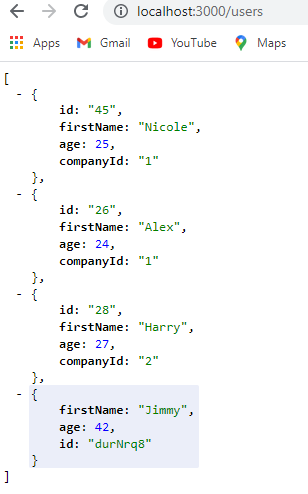 localhost:3000/users
Apps Gmail YouTube Maps
[
- {
id: "45",
firstName: "Nicole",
age: 25,
companyId: "1"
},
- {
id: "26",
firstName: "Alex",
age: 24,
companyId: "1"
},
- {
id: "28",
firstName: "Harry",
age: 27,
companyId: "2"
},
- {
firstName: "Jimmy",
age: 42,
id: "durNrq8"
}
]